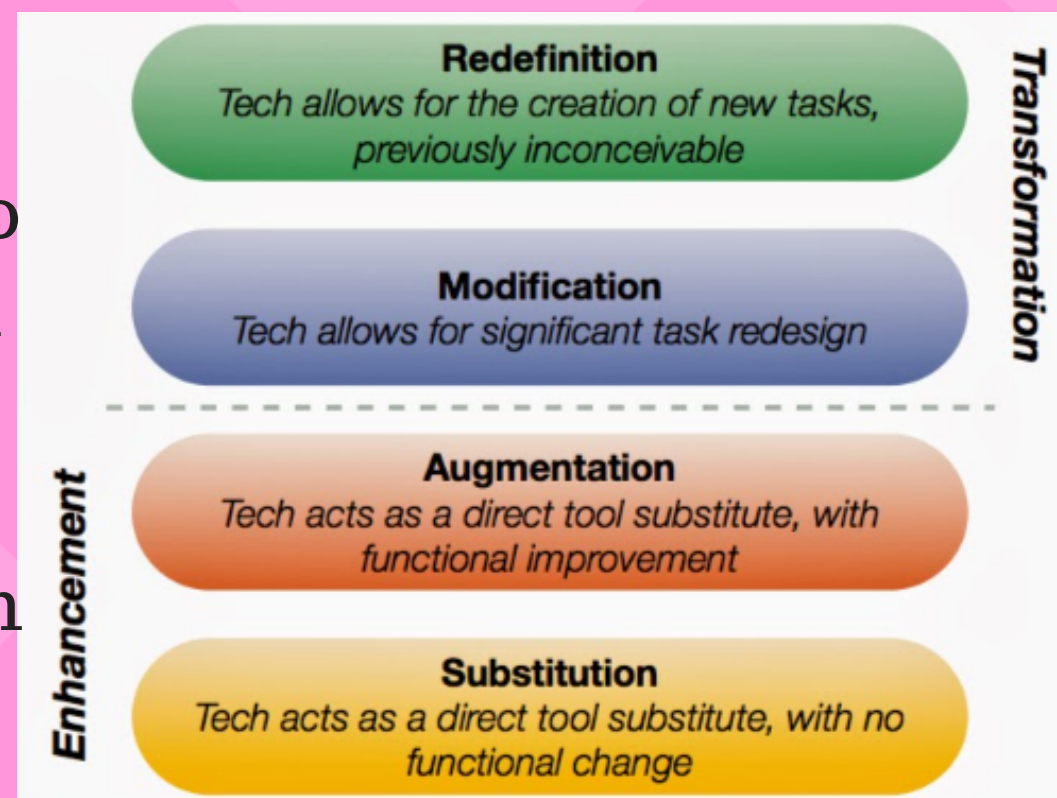 Redefinition
Tech allows for the creation of new tasks,
previously inconceivable
Transformation
Modification
Tech allows for significant task redesign
Augmentation
Tech acts as a direct tool substitute, with
functional improvement
Enhancement
Substitution
Tech acts as a direct tool substitute, with no
functional change